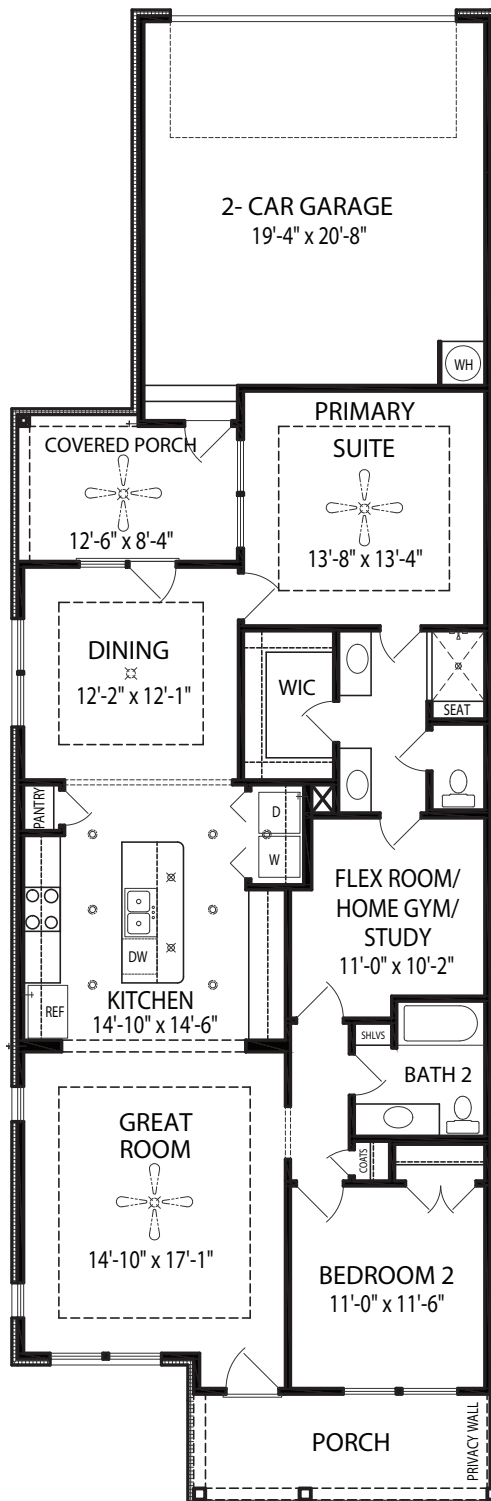 2- CAR GARAGE
19'-4" x 20'-8"
WH
PRIMARY
SUITE
13'-8" x 13'-4"
COVERED PORCH
12'-6" x 8'-4"
DINING
12'-2" x 12'-1"
WIC
SEAT
PANTRY
D
W
FLEX ROOM/
HOME GYM/
STUDY
11'-0" x 10'-2"
DW
REF
KITCHEN
14'-10" x 14'-6"
SHLVS
BATH 2
GREAT
ROOM
14'-10" x 17'-1"
COATS
BEDROOM 2
11'-0" x 11'-6"
PORCH
PRIVACY WALL